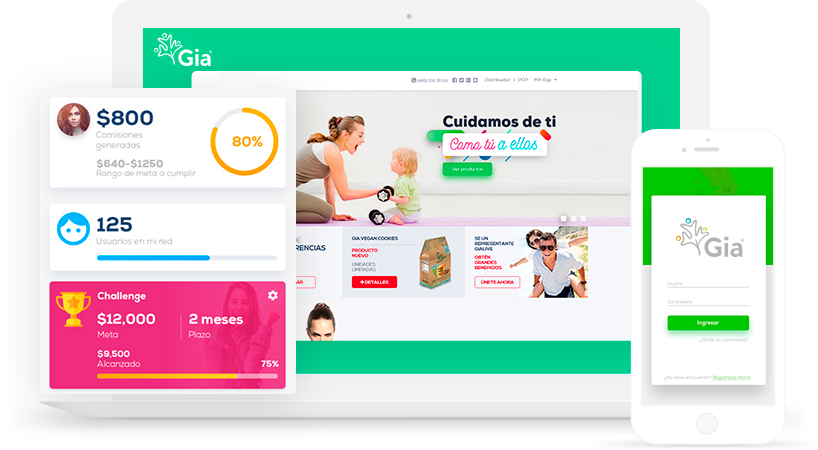 Gia
Distribuidor | POP MX-Esp
Cuidamos de ti
Como tú a ellos
Ver productos
$800
Comisiones
generadas
80%
$640-$1250
Rango de meta a cumplir
125
Usuarios en mi red
Challenge
$12,000
Meta
2 meses
Plazo
$9,500
Alcanzado
75%
DE
RENCIAS
AR
GIA VEGAN COOKIES
PRODUCTO
NUEVO
UNIDADES
LIMITADAS
+DETALLES
SE UN
REPRESENTANTE
GIALIVE
OBTÉN
GRANDES
BENEFICIOS
ÚNETE AHORA
Gia
Usuario
Contraseña
Ingresar
¿Olvidé su contraseña?
¿No tiene una cuenta? Regístrame Ahora